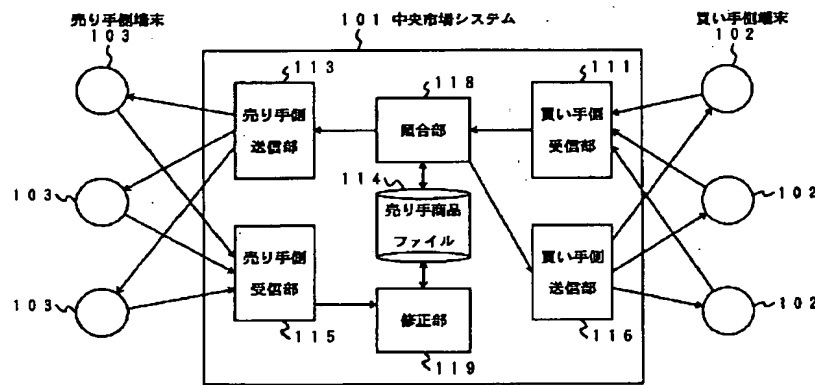 売り手側端末
103
101 中央市場システム
買い手側端末
102
113
118
111
売り手側
送信部
照合部
買い手側
受信部
114
103
102
売り手商品
ファイル
売り手側
受信部
買い手側
送信部
修正部
103
102
115
116
119